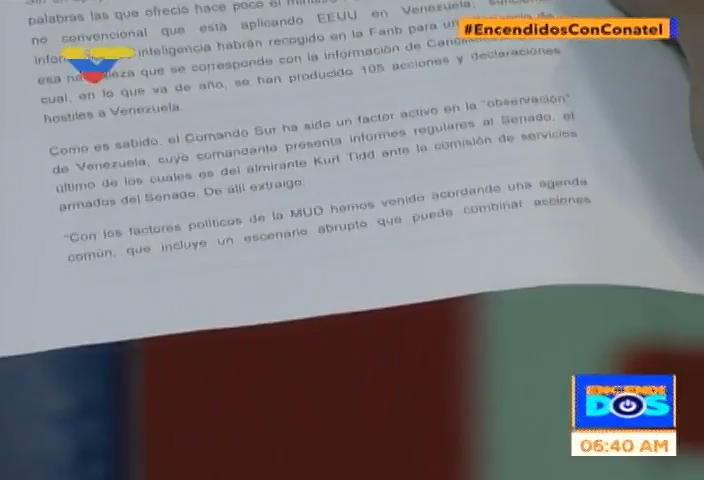 palabras las que ofreció hace poco el
no convencional que está aplicando EEUU en Venezuela,
#EncendidosConConatel
inteligencia habrán recogido en la Fanb para
esa que se corresponde con la información de
cual, en lo que va de año, se han producido 105 acciones y declaraciones
hostiles a Venezuela.
Como es sabido, el Comando Sur ha sido un factor activo en la "observación"
de Venezuela, cuyo comandante presenta informes regulares al Senado, el
último de los cuales es del almirante Kurt Tidd ante la comisión de servicios
armados del Senado. De allí extraigo:
"Con los factores políticos de la MUD hemos venido acordando una agenda
común, que incluye un escenario abrupto que puede combinar acciones
ENCENDI
DOS
06:40 AM